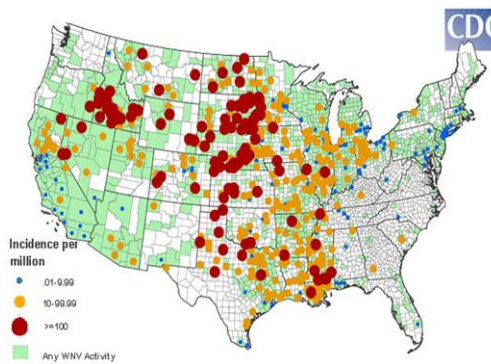 CDC
Incidence per
million
.01-9.99
10-99.99
>=100
Any WNV Activity